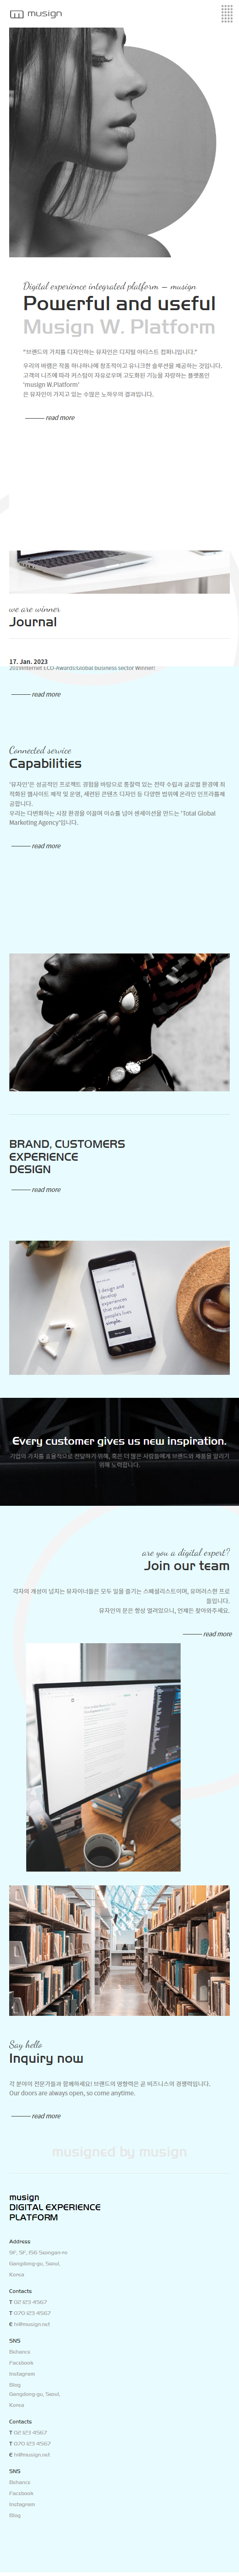 musign
Digital experience integrated platform – musign
Powerful and useful
Musign W. Platform
"브랜드의 가치를 디자인하는 뮤자인은 디지털 아티스트 컴퍼니입니다."
우리의 바램은 작품 하나하나에 창조적이고 유니크한 솔루션을 제공하는 것입니다.
고객의 니즈에 따라 커스텀이 자유로우며 고도화된 기능을 자랑하는 플랫폼인
'musign W.Platform'
은 뮤자인이 가지고 있는 수많은 노하우의 결과입니다.
read more
we are winner
Journal
17. Jan. 2023
2019Internet ECO-Awards:Global business sector Winner!
read more
Connected service
Capabilities
'뮤자인'은 성공적인 프로젝트 경험을 바탕으로 통찰력 있는 전략 수립과 글로벌 환경에 최
적화된 웹사이트 제작 및 운영, 세련된 콘텐츠 디자인 등 다양한 범위에 온라인 인프라를제
공합니다.
우리는 다변화하는 시장 환경을 이끌며 이슈를 넘어 센세이션을 만드는 'Total Global
Marketing Agency'입니다.
read more
BRAND, CUSTOMERS
EXPERIENCE
DESIGN
read more
I design and
develop
experiences
that make
people's lives
simple.
Every customer gives us new inspiration.
기업의 가치를 효율적으로 전달하기 위해, 혹은 더 많은 사람들에게 브랜드와 제품을 알리기
위해 노력합니다.
are you a digital expert?
Join our team
각자의 개성이 넘치는 뮤자이너들은 모두 일을 즐기는 스페셜리스트이며, 유머러스한 프로
들입니다.
뮤자인의 문은 항상 열려있으니, 언제든 찾아와주세요.
read more
Say hello
Inquiry now
각 분야의 전문가들과 함께하세요! 브랜드의 영향력은 곧 비즈니스의 경쟁력입니다.
Our doors are always open, so come anytime.
read more
musigned by musign
musign
DIGITAL EXPERIENCE
PLATFORM
Address
Gangdong-gu, Seoul,
Korea
Contacts
T 02 123 4567
T 070 123 4567
E hi@musign.net
SNS
Behance
Facebook
Instagram
Blog
Gangdong-gu, Seoul,
Korea
Contacts
T 02 123 4567
T 070 123 4567
E hi@musign.net
SNS
Behance
Facebook
Instagram
Blog